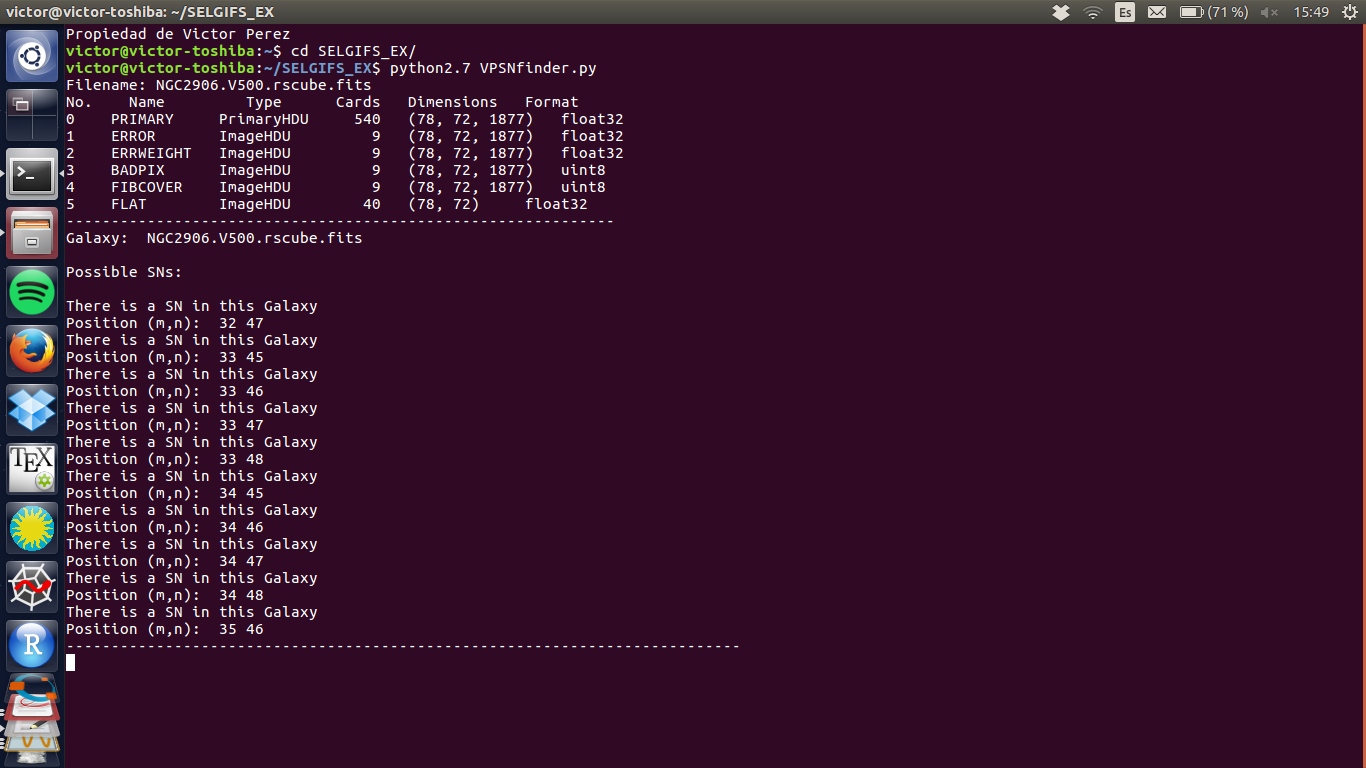 victor@victor-toshiba: ~/SELGIFS_EX
Es
(71 %)
15:49
Propiedad de Victor Perez
victor@victor-toshiba:~$ cd SELGIFS_EX/
victor@victor-toshiba:~/SELGIFS_EX$ python2.7 VPSNfinder.py
Filename: NGC2906.V500.rscube.fits
No.    Name         Type      Cards   Dimensions   Format
0    PRIMARY     PrimaryHDU     540   (78, 72, 1877)   float32
1    ERROR       ImageHDU         9   (78, 72, 1877)   float32
2    ERRWEIGHT   ImageHDU         9   (78, 72, 1877)   float32
3    BADPIX      ImageHDU         9   (78, 72, 1877)   uint8
4    FIBCOVER    ImageHDU         9   (78, 72, 1877)   uint8
5    FLAT        ImageHDU        40   (78, 72)     float32
-------------------------------------------------------------
Galaxy:  NGC2906.V500.rscube.fits
Possible SNs:
There is a SN in this Galaxy
Position (m,n):  32 47
There is a SN in this Galaxy
Position (m,n):  33 45
There is a SN in this Galaxy
Position (m,n):  33 46
There is a SN in this Galaxy
Position (m,n):  33 47
There is a SN in this Galaxy
Position (m,n):  33 48
There is a SN in this Galaxy
Position (m,n):  34 45
There is a SN in this Galaxy
Position (m,n):  34 46
There is a SN in this Galaxy
Position (m,n):  34 47
There is a SN in this Galaxy
Position (m,n):  34 48
There is a SN in this Galaxy
Position (m,n):  35 46
---------------------------------------------------------------------------
>_
TEX
R